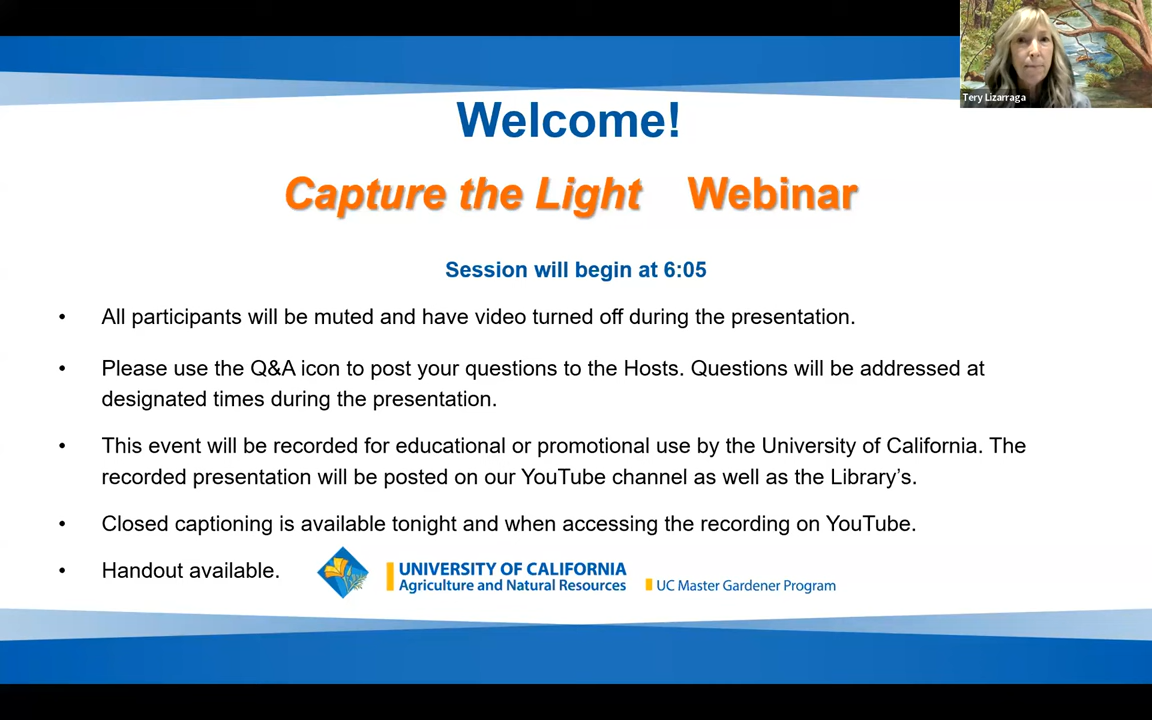 Tery Lizarraga
Welcome!
Capture the Light Webinar
Session will begin at 6:05
• All participants will be muted and have video turned off during the presentation.
• Please use the Q&A icon to post your questions to the Hosts. Questions will be addressed at
designated times during the presentation.
• This event will be recorded for educational or promotional use by the University of California. The
recorded presentation will be posted on our YouTube channel as well as the Library’s.
• Closed captioning is available tonight and when accessing the recording on YouTube.
• Handout available.
UNIVERSITY OF CALIFORNIA
Agriculture and Natural Resources
UC Master Gardener Program